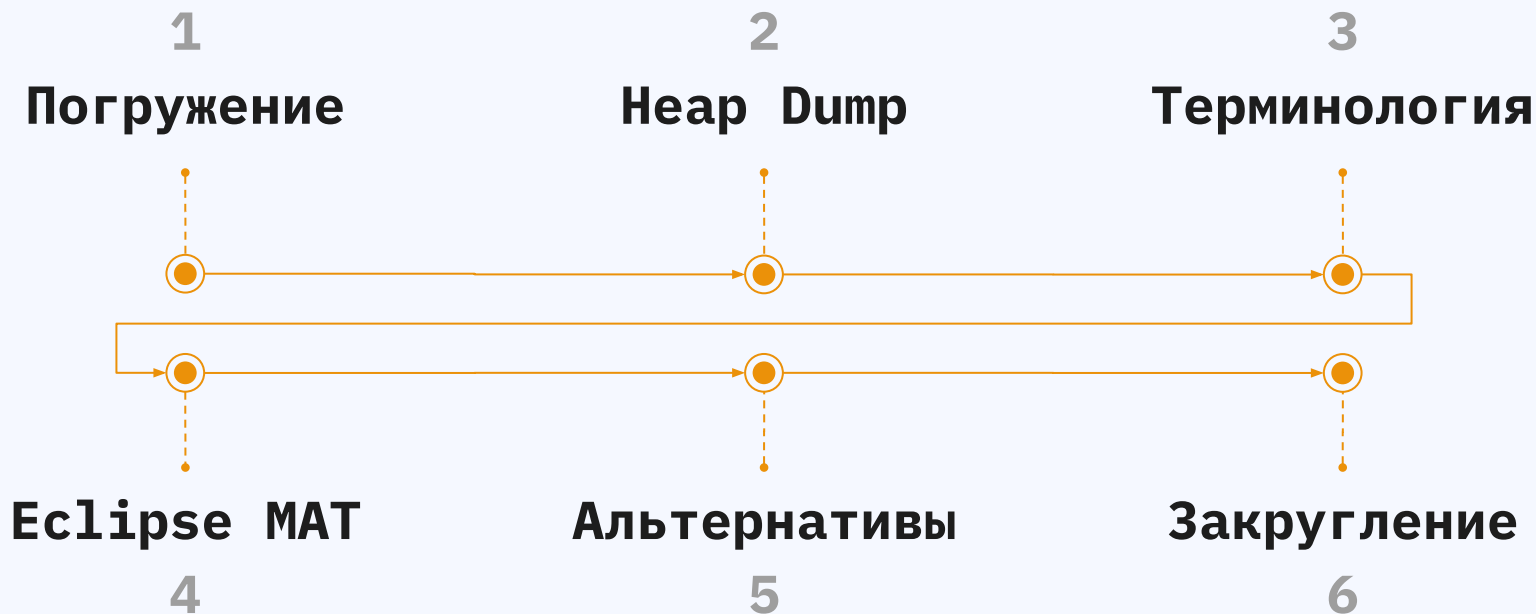 1
Погружение
2
Heap Dump
3
Терминология
Eclipse MAT
4
Альтернативы
5
Закругление
6